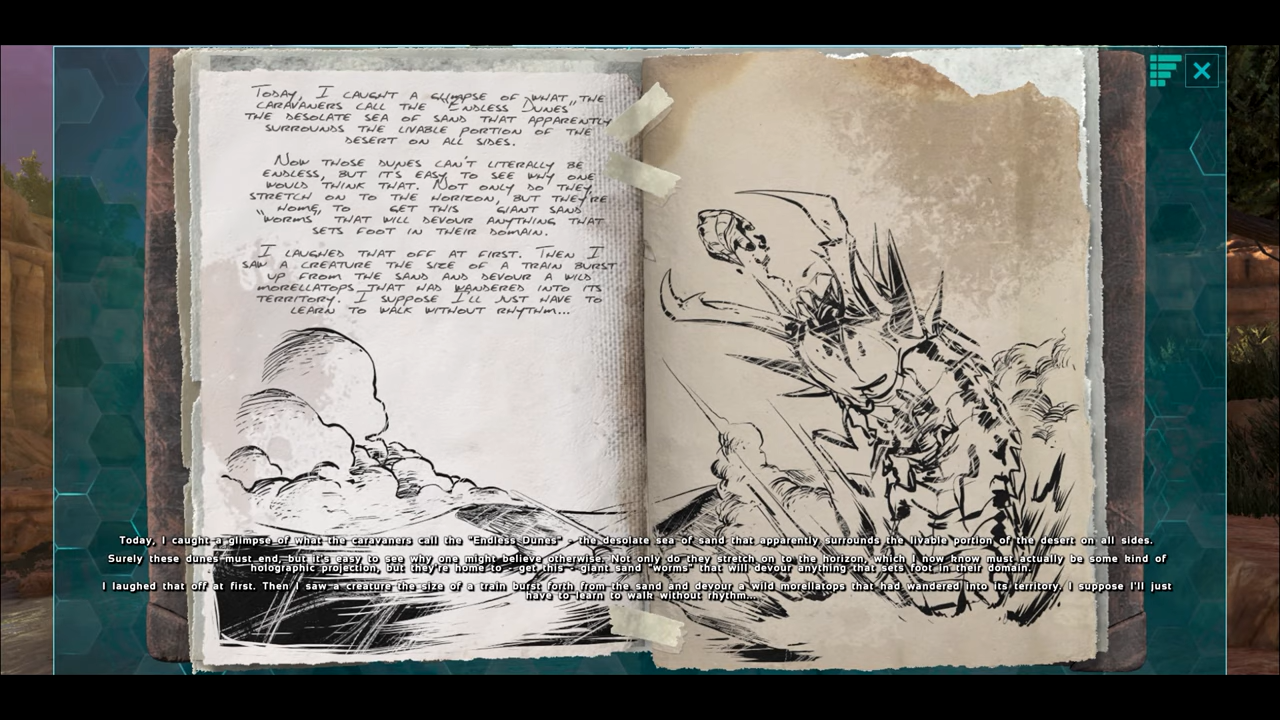 TODAY, I CAUGHT A GLIMPSE OF WHAT THE
CARAVANERS CALL THE "ENDLESS DUNES"
THE DESOLATE SEA OF SAND THAT APPARENTLY
SURROUNDS THE LIVABLE PORTION OF THE
DESERT ON ALL SIDES.
NOW THOSE DUNES CAN'T LITERALLY BE
ENDLESS, BUT IT'S EASY TO SEE WHY ONE
WOULD THINK THAT. NOT ONLY DO THEY
STRETCH ON TO THE HORIZON, BUT THEY'RE
HOME TO GET THIS GIANT SAND
"WORMS" THAT WILL DEVOUR ANYTHING THAT
SETS FOOT IN THEIR DOMAIN.
I LAUGHED THAT OFF AT FIRST. THEN I
SAW A CREATURE THE SIZE OF A TRAIN BURST
UP FROM THE SAND AND DEVOUR A WILD
MORELLATOPS THAT HAD WANDERED INTO ITS
TERRITORY. I SUPPOSE I'LL JUST HAVE TO
LEARN TO WALK WITHOUT RHYTHM...
Today, I caught a glimpse of what the caravaners call the "Endless Dunes" - the desolate sea of sand that apparently surrounds the livable portion of the desert on all sides.
Surely these dunes must end, but it's easy to see why one might believe otherwise. Not only do they stretch on to the horizon, which I now know must actually be some kind of
holographic projection, but they're home to - get this - giant sand "worms" that will devour anything that sets foot in their domain.
I laughed that off at first. Then I saw a creature the size of a train burst forth from the sand and devour a wild morellatops that had wandered into its territory. I suppose I'll just
have to learn to walk without rhythm...